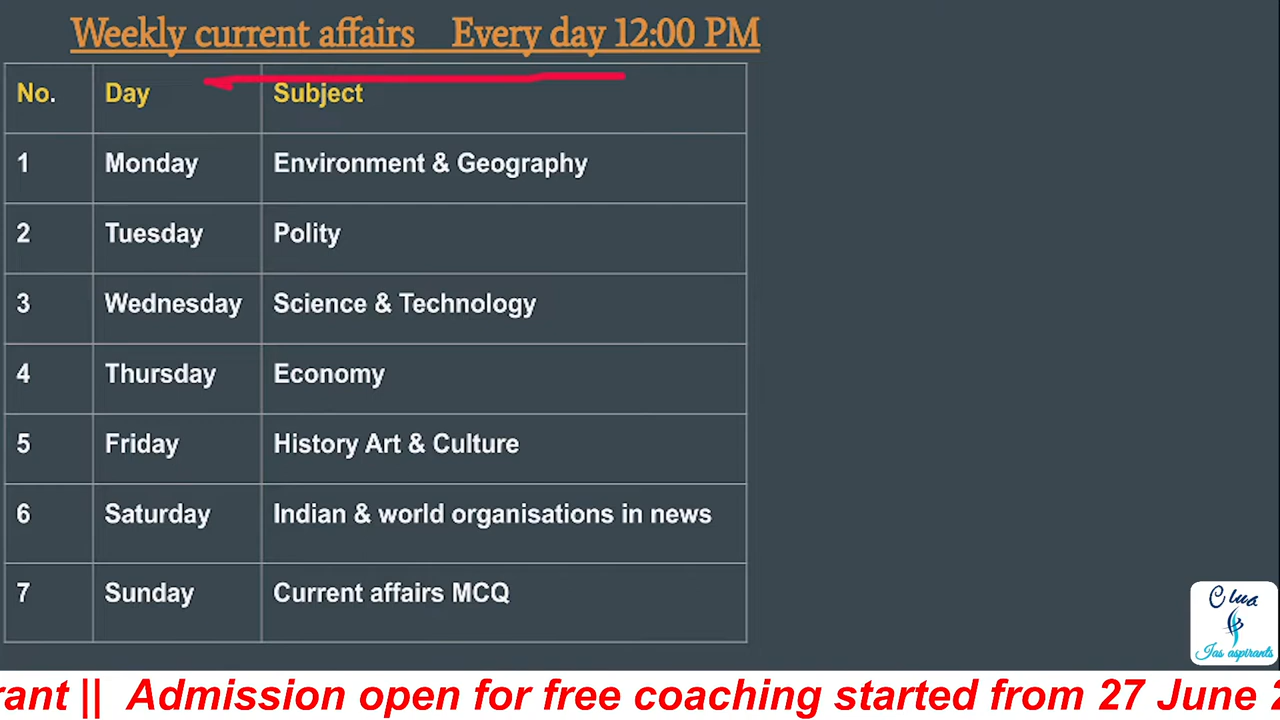 Weekly current affairs Every day 12:00 PM
No. Day Subject
1 Monday Environment & Geography
2 Tuesday Polity
3 Wednesday Science & Technology
4 Thursday Economy
5 Friday History Art & Culture
6 Saturday Indian & world organisations in news
7 Sunday Current affairs MCQ
Ias aspirants
rant || Admission open for free coaching started from 27 June 2